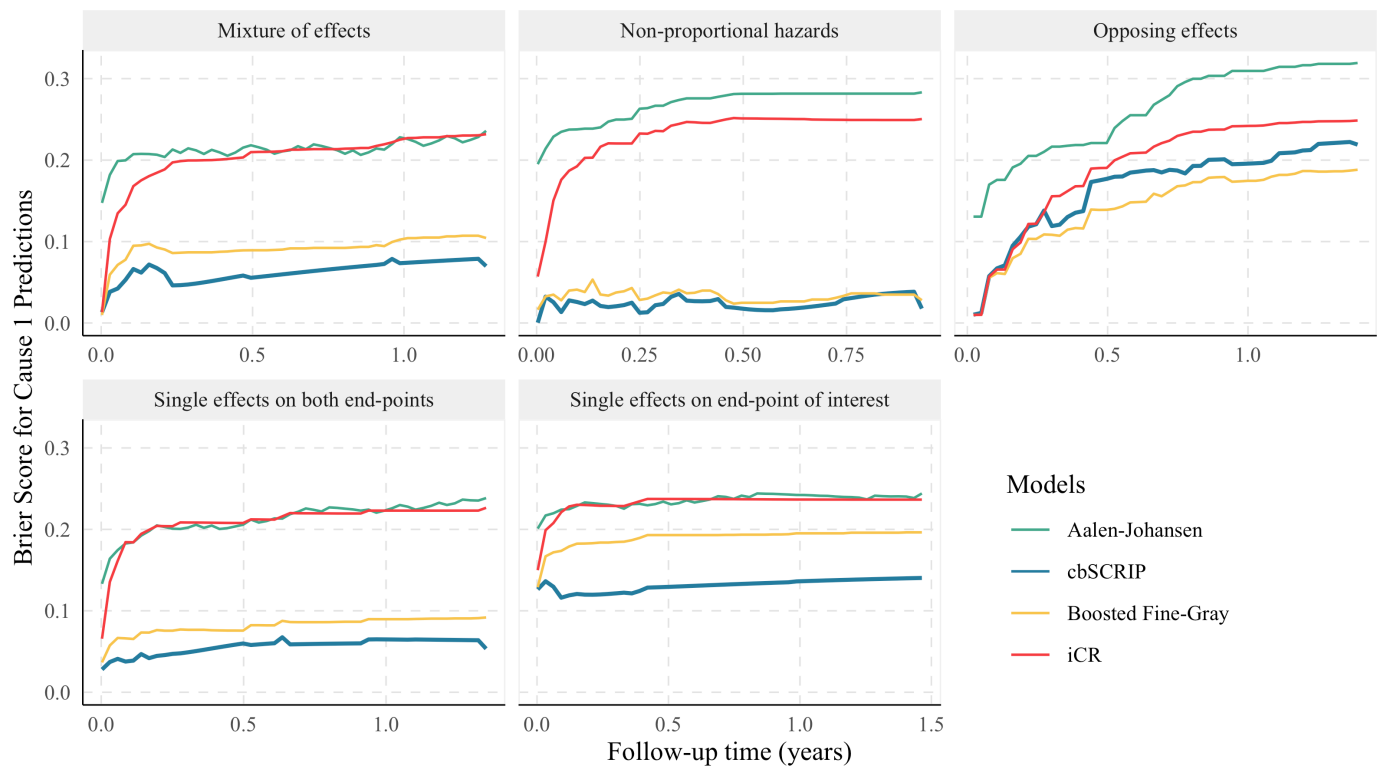 Mixture of effects
Non-proportional hazards
Opposing effects
Brier Score for Cause 1 Predictions
0.3
0.2
0.1
0.0
0.0 0.5 1.0
0.00 0.25 0.50 0.75
0.0 0.5 1.0
Single effects on both end-points
Single effects on end-point of interest
0.3
0.2
0.1
0.0
0.0 0.5 1.0
0.0 0.5 1.0 1.5
Follow-up time (years)
Models
Aalen-Johansen
cbSCRIP
Boosted Fine-Gray
iCR